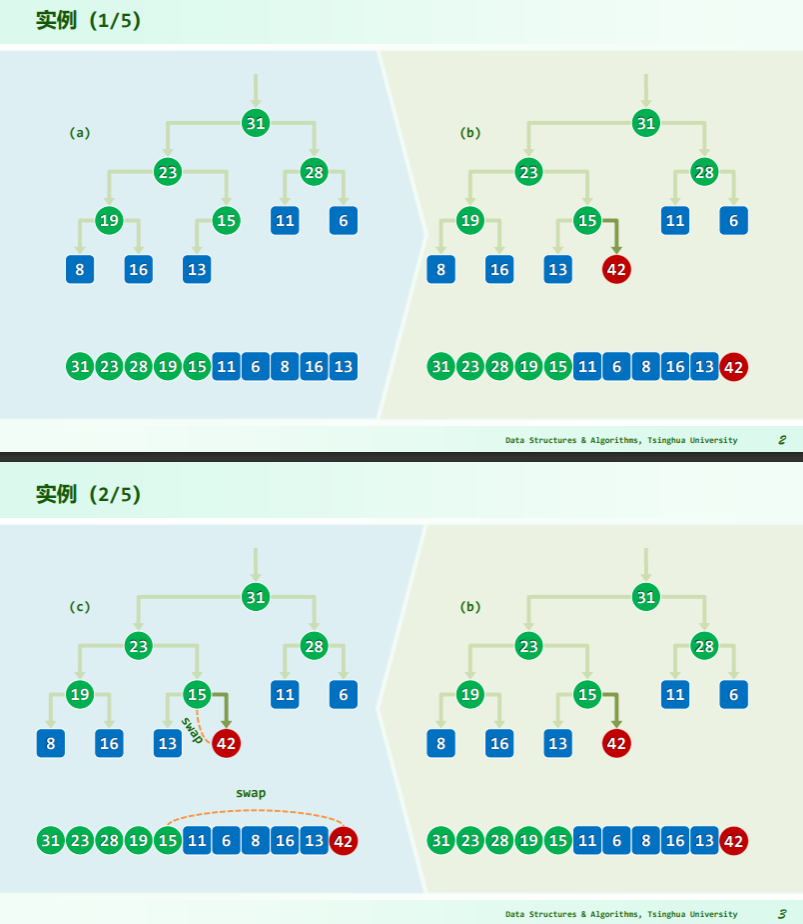 实例 (1/5)
(a)
31
23 28
19 15 11 6
8 16 13
31 23 28 19 15 11 6 8 16 13
(b)
31
23 28
19 15 11 6
8 16 13 42
31 23 28 19 15 11 6 8 16 13 42
Data Structures & Algorithms, Tsinghua University 2
实例 (2/5)
(c)
31
23 28
19 15 11 6
swap
8 16 13 42
swap
31 23 28 19 15 11 6 8 16 13 42
(b)
31
23 28
19 15 11 6
8 16 13 42
31 23 28 19 15 11 6 8 16 13 42
Data Structures & Algorithms, Tsinghua University 3